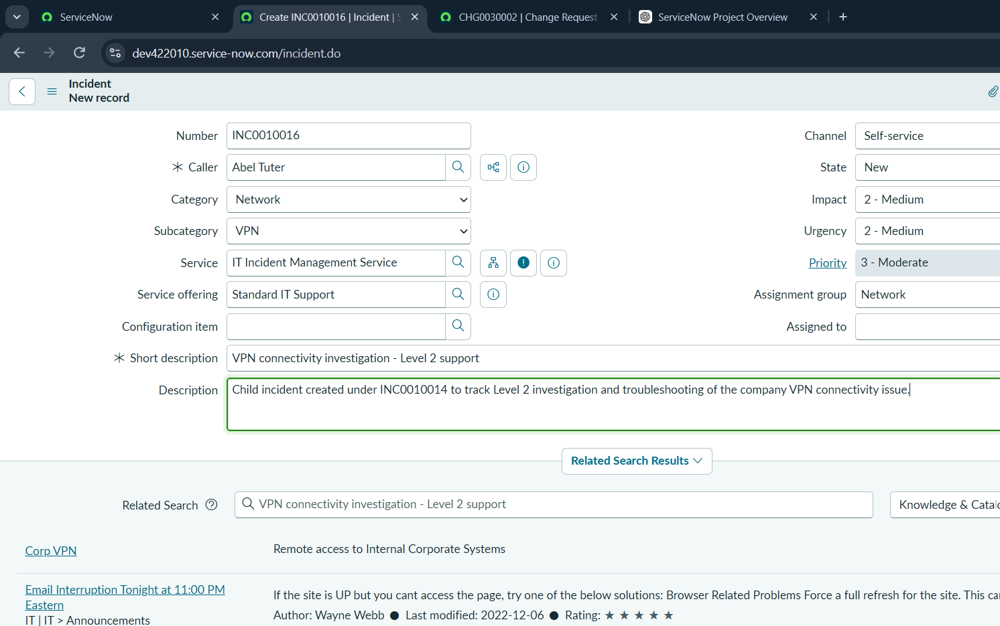 ServiceNow
Create INC0010016 | Incident |
CHG0030002 | Change Request
ServiceNow Project Overview
dev422010.service-now.com/incident.do
Incident
New record
Number INC0010016
Channel Self-service
Caller Abel Tuter
State New
Category Network
Impact 2 - Medium
Subcategory VPN
Urgency 2 - Medium
Service IT Incident Management Service
Priority 3 - Moderate
Service offering Standard IT Support
Assignment group Network
Configuration item
Assigned to
Short description VPN connectivity investigation - Level 2 support
Description Child incident created under INC0010014 to track Level 2 investigation and troubleshooting of the company VPN connectivity issue.
Related Search Results
Related Search VPN connectivity investigation - Level 2 support
Knowledge &
Corp VPN
Remote access to Internal Corporate Systems
Email Interruption Tonight at 11:00 PM
Eastern
If the site is UP but you cant access the page, try one of the below solutions: Browser Related Problems Force a full refresh for the site. This
IT | IT > Announcements
Author: Wayne Webb ● Last modified: 2022-12-06 ● Rating: ★ ★ ★ ★ ★